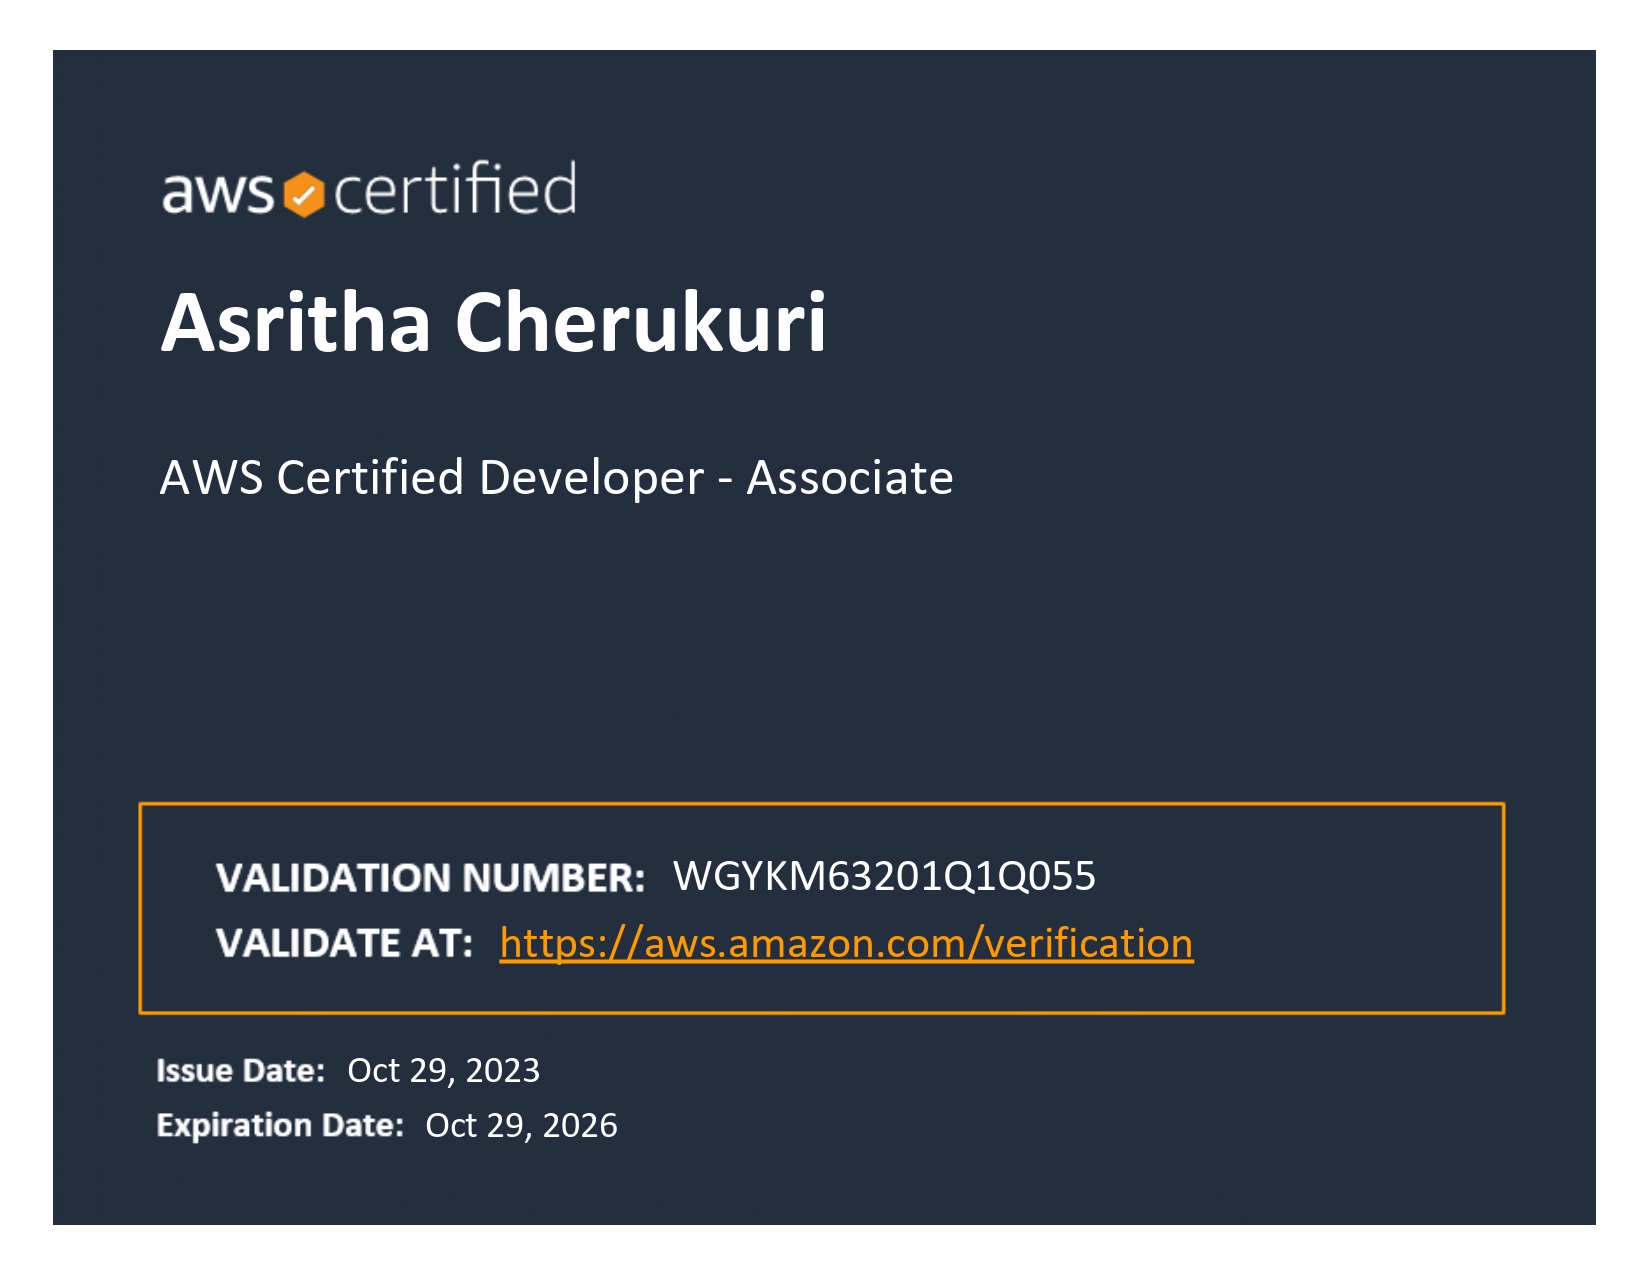 aws certified
Asritha Cherukuri
AWS Certified Developer - Associate
VALIDATION NUMBER: WGYKM63201Q1Q055
VALIDATE AT: https://aws.amazon.com/verification
Issue Date: Oct 29, 2023
Expiration Date: Oct 29, 2026